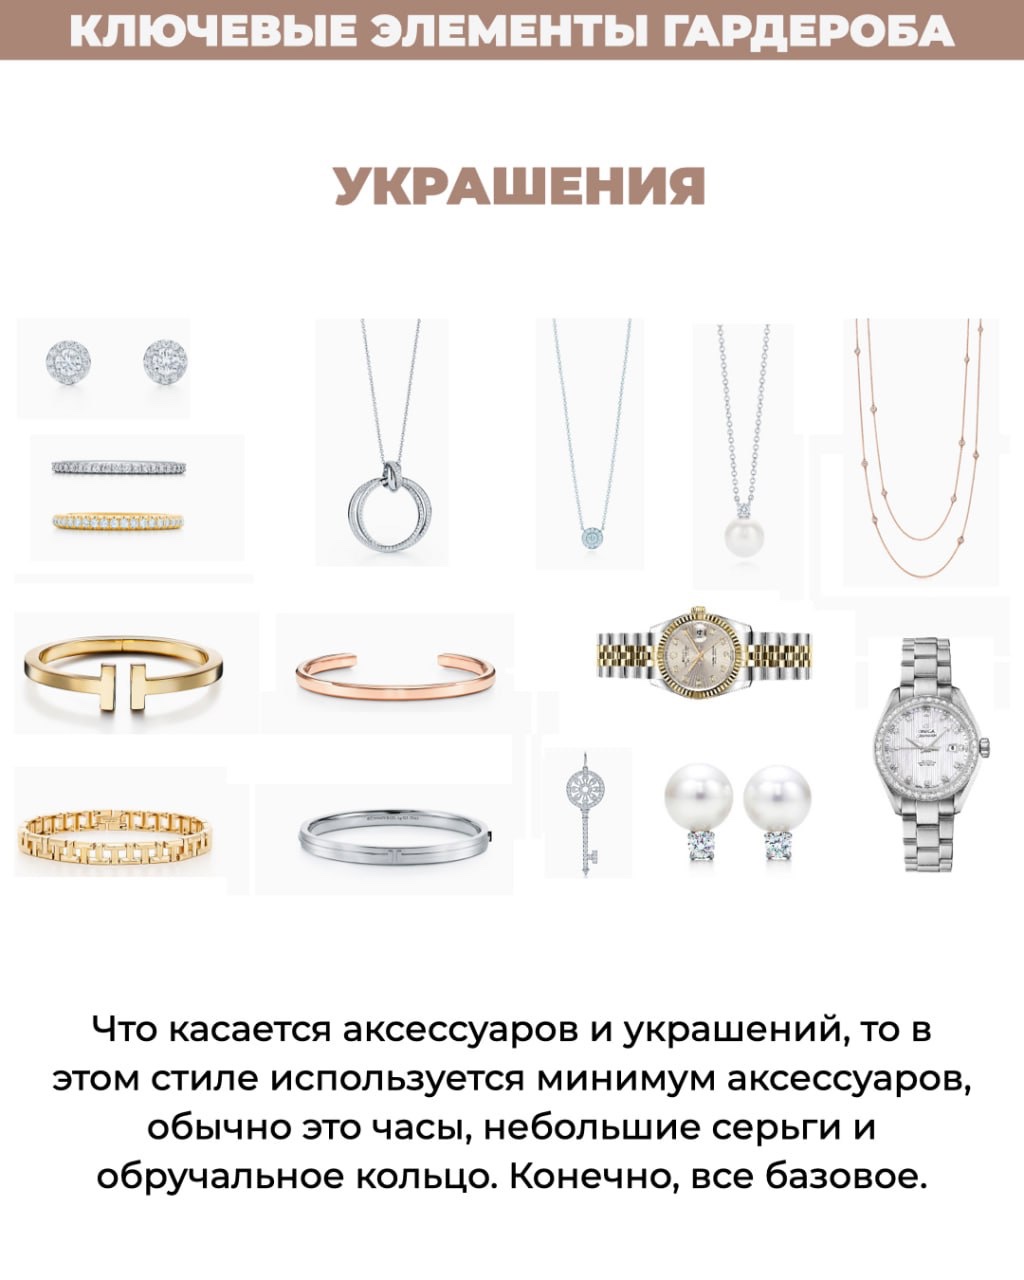 КЛЮЧЕВЫЕ ЭЛЕМЕНТЫ ГАРДЕРОБА
УКРАШЕНИЯ
Что касается аксессуаров и украшений, то в
этом стиле используется минимум аксессуаров,
обычно это часы, небольшие серьги и
обручальное кольцо. Конечно, все базовое.